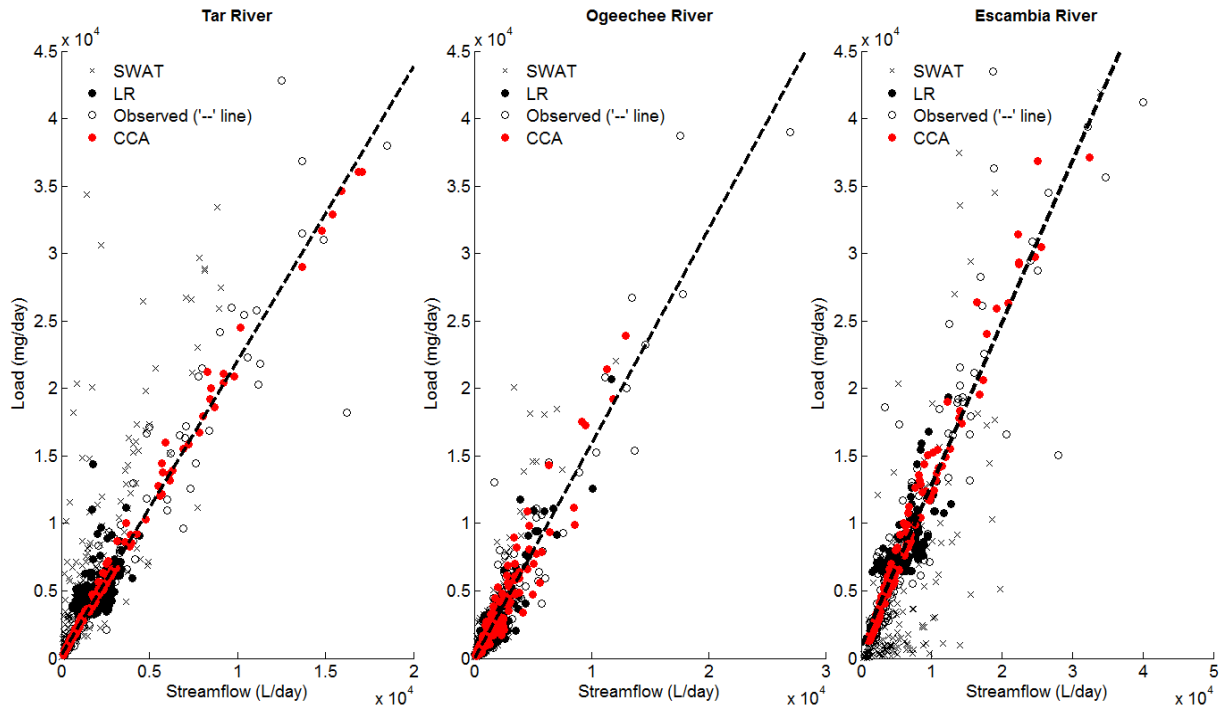 Tar River
x 10^4
4.5
4
3.5
3
2.5
2
1.5
1
0.5
0
Load (mg/day)
SWAT
LR
Observed ('--' line)
CCA
0 0.5 1 1.5 2
Streamflow (L/day)
x 10^4
Ogeechee River
x 10^4
4.5
4
3.5
3
2.5
2
1.5
1
0.5
0
Load (mg/day)
SWAT
LR
Observed ('--' line)
CCA
0 1 2 3
Streamflow (L/day)
x 10^4
Escambia River
x 10^4
4.5
4
3.5
3
2.5
2
1.5
1
0.5
0
Load (mg/day)
SWAT
LR
Observed ('--' line)
CCA
0 1 2 3 4 5
Streamflow (L/day)
x 10^4